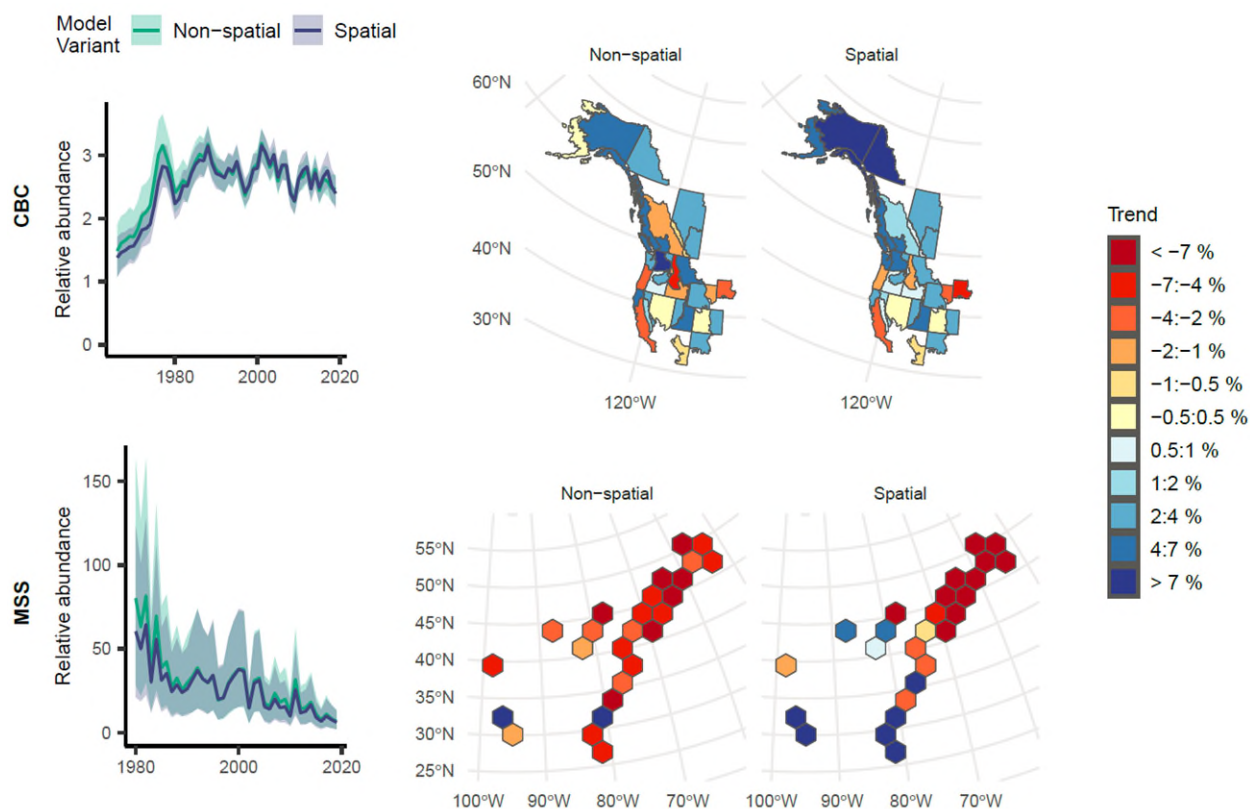 Model
Variant
Non−spatial
Spatial
Non−spatial
Spatial
CBC
Relative abundance
3
2
1
0
1980
2000
2020
60°N
50°N
40°N
30°N
120°W
120°W
Trend
< −7 %
−7:−4 %
−4:−2 %
−2:−1 %
−1:−0.5 %
−0.5:0.5 %
0.5:1 %
1:2 %
2:4 %
4:7 %
> 7 %
MSS
Relative abundance
150
100
50
0
1980
2000
2020
Non−spatial
Spatial
55°N
50°N
45°N
40°N
35°N
30°N
25°N
100°W
90°W
80°W
70°W
100°W
90°W
80°W
70°W